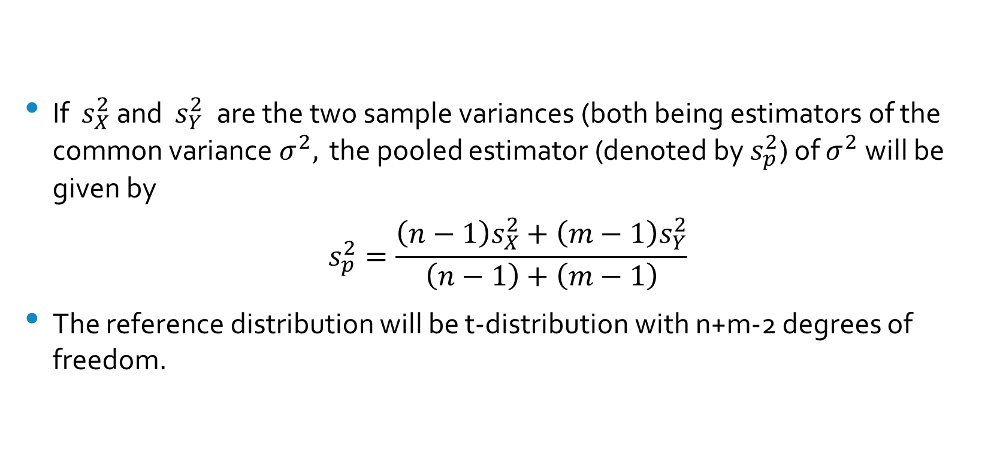 • If s_X^2 and s_Y^2 are the two sample variances (both being estimators of the
common variance σ^2, the pooled estimator (denoted by s_p^2) of σ^2 will be
given by
s_p^2 = \frac{(n − 1)s_X^2 + (m − 1)s_Y^2}{(n − 1) + (m − 1)}
• The reference distribution will be t-distribution with n+m-2 degrees of
freedom.